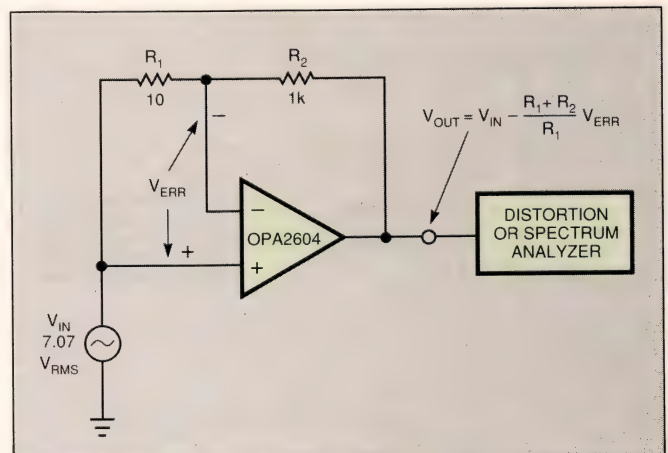 R1
10
R2
1k
VOUT = VIN − (R1 + R2)/R1 VERR
−
VERR
+
−
OPA2604
+
DISTORTION
OR SPECTRUM
ANALYZER
VIN
7.07
VRMS